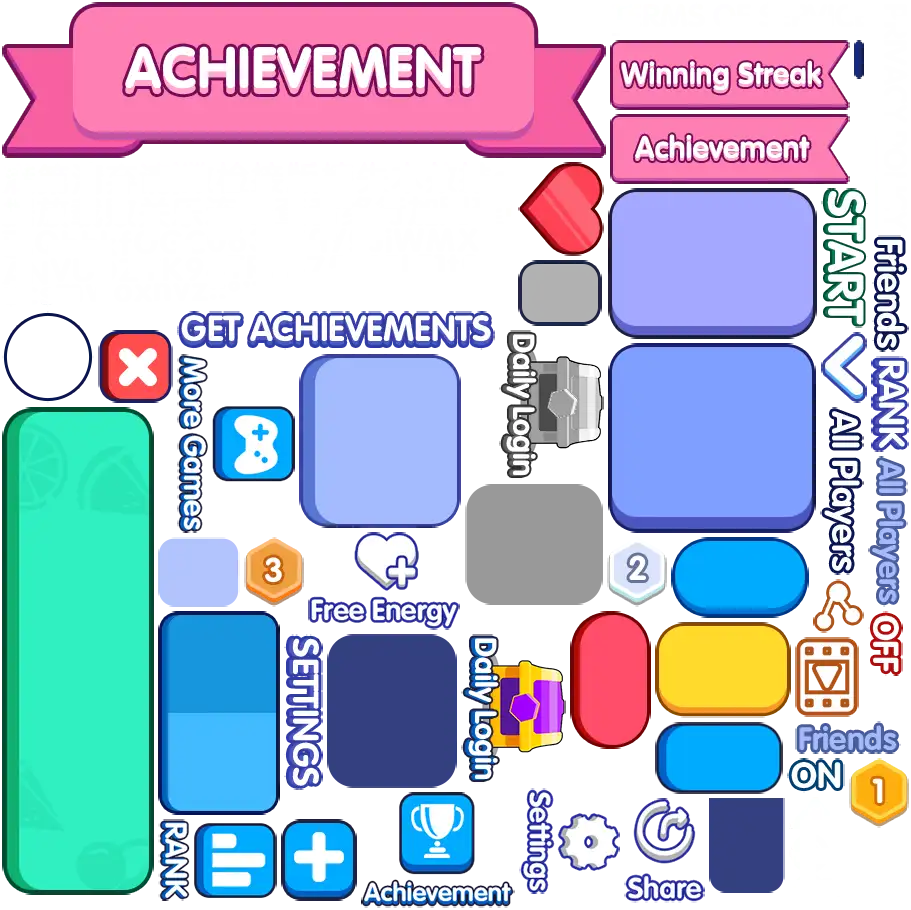 ACHIEVEMENT
Winning Streak
Achievement
START
Friends
GET ACHIEVEMENTS
Daily Login
More Games
RANK
All Players
All Players
3
2
Free Energy
OFF
SETTINGS
Daily Login
Friends
ON
1
Settings
RANK
Achievement
Share